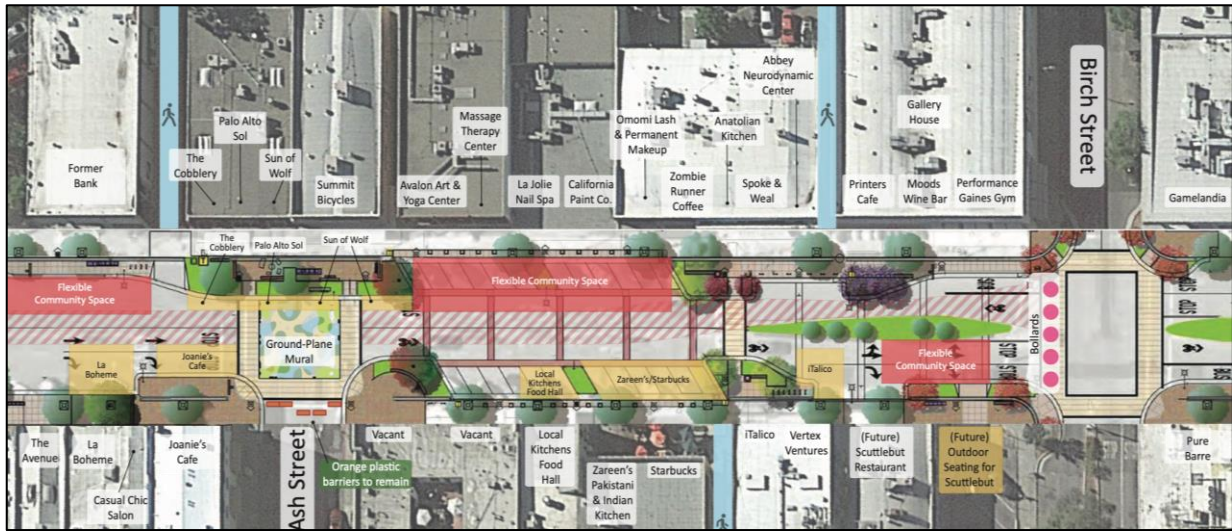 Former
Bank
The
Cobblery
Palo Alto
Sol
Sun of
Wolf
Summit
Bicycles
Avalon Art &
Yoga Center
Massage
Therapy
Center
La Jolie
Nail Spa
California
Paint Co.
Omomi Lash
& Permanent
Makeup
Zombie
Runner
Coffee
Anatolian
Kitchen
Abbey
Neurodynamic
Center
Spoke &
Weal
Printers
Cafe
Gallery
House
Moods
Wine Bar
Performance
Gaines Gym
Birch Street
Gamelandia
The
Cobblery
Palo Alto
Sol
Sun of Wolf
Flexible
Community Space
Flexible Community Space
Ground-Plane
Mural
La
Boheme
Joanie's
Cafe
Local
Kitchens
Food Hall
Zareen's/Starbucks
iTalico
Flexible
Community Space
Bollards
STOP
STOP
BUS
The
Avenue
La
Boheme
Casual Chic
Salon
Joanie's
Cafe
Ash Street
Orange plastic
barriers to remain
Vacant
Vacant
Local
Kitchens
Food
Hall
Zareen's
Pakistani
& Indian
Kitchen
Starbucks
iTalico
Vertex
Ventures
(Future)
Scuttlebut
Restaurant
(Future)
Outdoor
Seating for
Scuttlebut
Pure
Barre